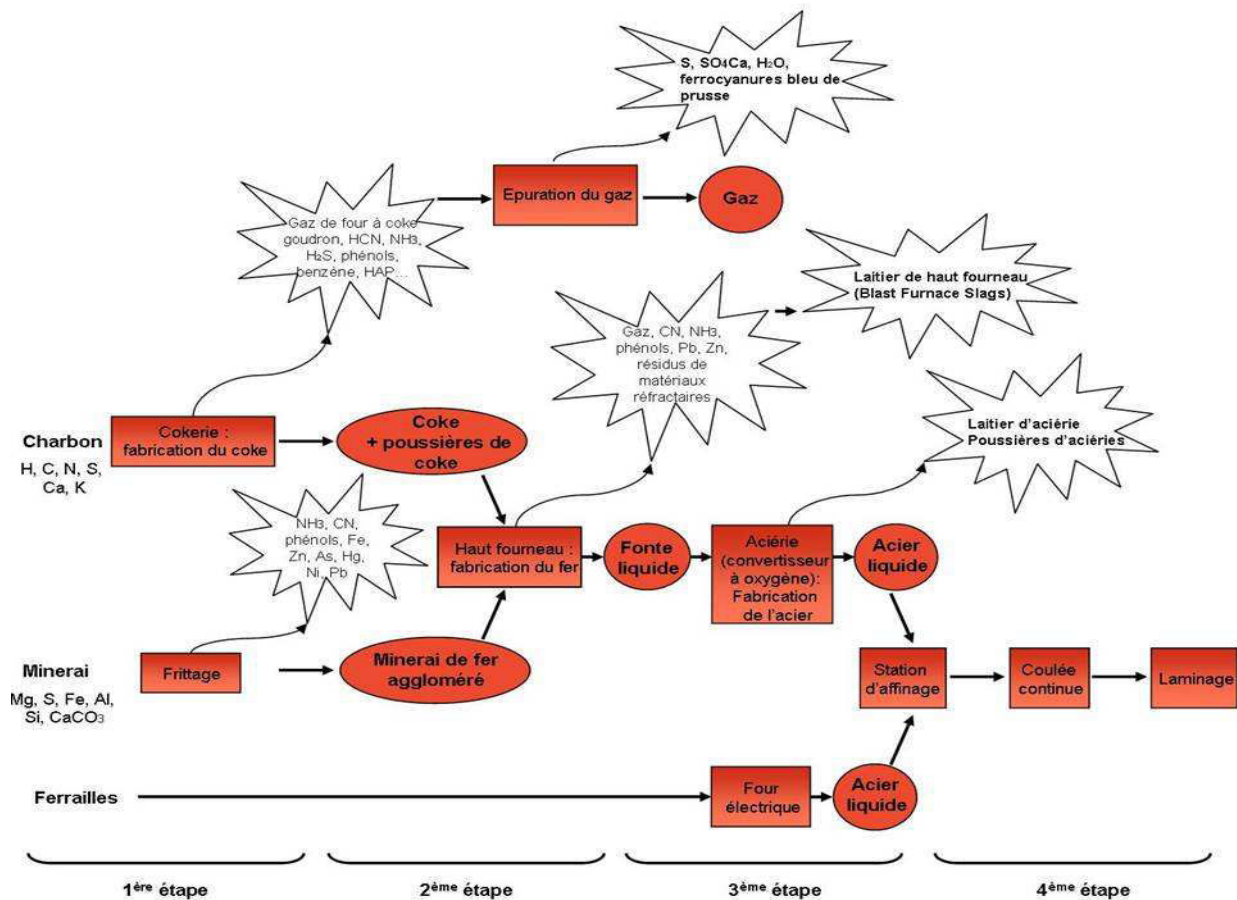 S, SO₄Ca, H₂O,
ferrocyanures bleu de
prusse
Epuration du gaz
Gaz
Gaz de four à coke
goudron, HCN, NH₃,
H₂S, phénols,
benzène, HAP...
Laitier de haut fourneau
(Blast Furnace Slags)
Gaz, CN, NH₃,
phénols, Pb, Zn,
résidus de
matériaux
réfractaires
Laitier d'aciérie
Poussières d'aciéries
Charbon
H, C, N, S,
Ca, K
Cokerie :
fabrication du coke
Coke
+ poussières de
coke
NH₃, CN,
phénols, Fe,
Zn, As, Hg,
Ni, Pb
Haut fourneau :
fabrication du fer
Fonte
liquide
Aciérie
(convertisseur
à oxygène):
Fabrication
de l'acier
Acier
liquide
Minerai
Mg, S, Fe, Al,
Si, CaCO₃
Frittage
Minerai de fer
aggloméré
Station
d'affinage
Coulée
continue
Laminage
Ferrailles
Four
électrique
Acier
liquide
1ère étape
2ème étape
3ème étape
4ème étape